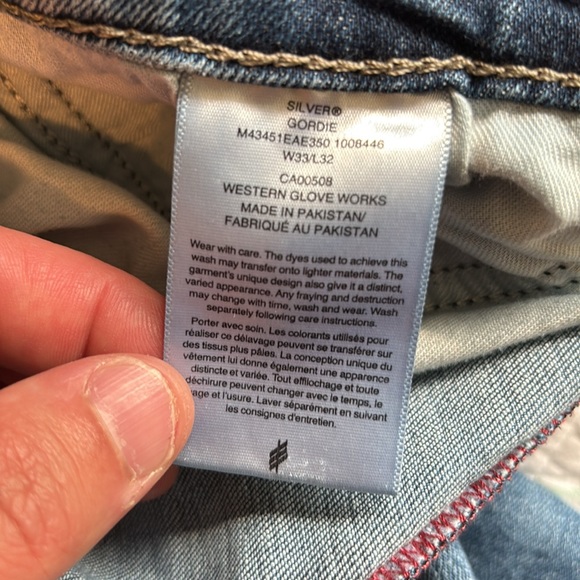 SILVER®
GORDIE
M43451EAE350 1008446
W33/L32
CA00508
WESTERN GLOVE WORKS
MADE IN PAKISTAN/
FABRIQUÉ AU PAKISTAN
Wear with care. The dyes used to achieve this
wash may transfer onto lighter materials. The
garment's unique design also give it a distinct,
varied appearance. Any fraying and destruction
may change with time, wash and wear. Wash
separately following care instructions.
Porter avec soin. Les colorants utilisés pour
réaliser ce délavage peuvent se transférer sur
des tissus plus pâles. La conception unique du
vêtement lui donne également une apparence
distincte et variée. Tout effilochage et toute
déchirure peuvent changer avec le temps, le
et l'usure. Laver séparément en suivant
les consignes d'entretien.